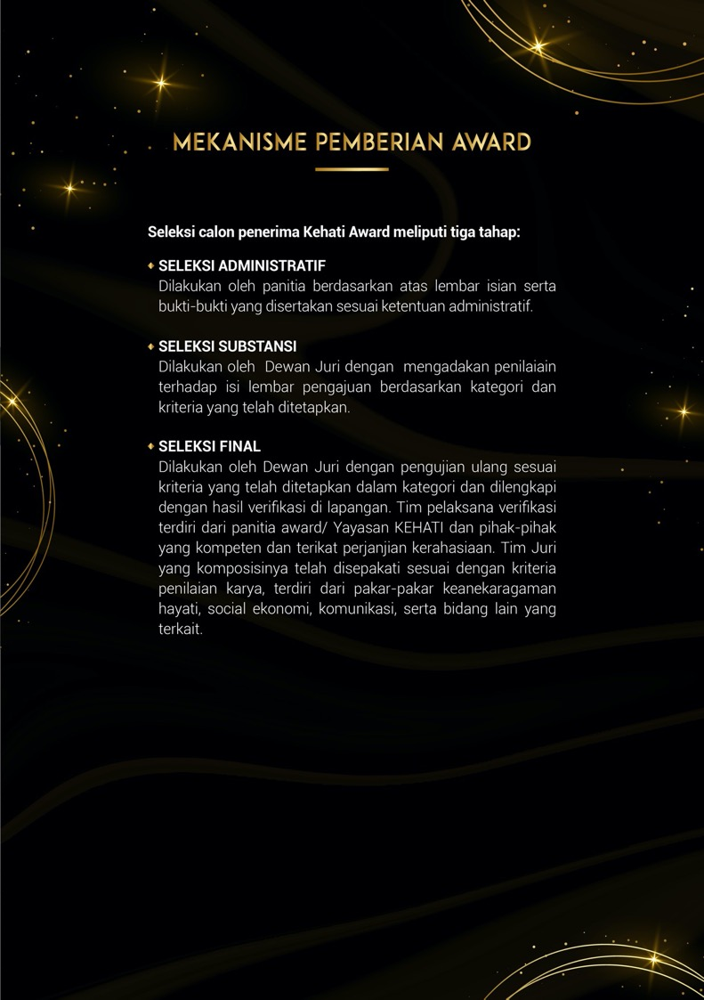 MEKANISME PEMBERIAN AWARD
Seleksi calon penerima Kehati Award meliputi tiga tahap:
SELEKSI ADMINISTRATIF
Dilakukan oleh panitia berdasarkan atas lembar isian serta
bukti-bukti yang disertakan sesuai ketentuan administratif.
SELEKSI SUBSTANSI
Dilakukan oleh Dewan Juri dengan mengadakan penilaiain
terhadap isi lembar pengajuan berdasarkan kategori dan
kriteria yang telah ditetapkan.
SELEKSI FINAL
Dilakukan oleh Dewan Juri dengan pengujian ulang sesuai
kriteria yang telah ditetapkan dalam kategori dan dilengkapi
dengan hasil verifikasi di lapangan. Tim pelaksana verifikasi
terdiri dari panitia award/ Yayasan KEHATI dan pihak-pihak
yang kompeten dan terikat perjanjian kerahasiaan. Tim Juri
yang komposisinya telah disepakati sesuai dengan kriteria
penilaian karya, terdiri dari pakar-pakar keanekaragaman
hayati, social ekonomi, komunikasi, serta bidang lain yang
terkait.